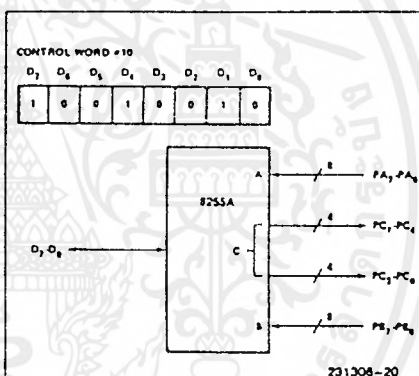 CONTROL WORD #10
D7 D6 D5 D4 D3 D2 D1 D0
1 0 0 1 0 0 1 0
A 8 PA7-PA0
8255A
4 PC7-PC4
D7-D0 C
4 PC3-PC0
B 8 PB7-PB0
231308-20